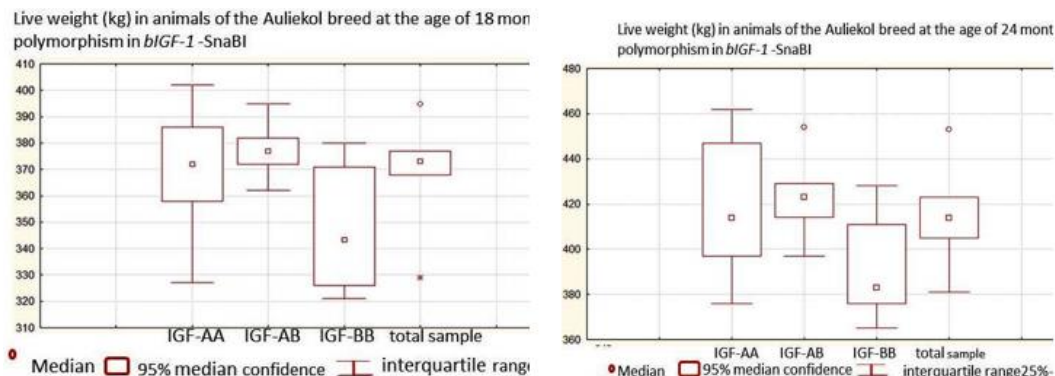 Live weight (kg) in animals of the Auliekol breed at the age of 18 mon
polymorphism in bIGF-1 -SnaBI
410
400
390
380
370
360
350
340
330
320
310
IGF-AA IGF-AB IGF-BB total sample
Median 95% median confidence interquartile range
Live weight (kg) in animals of the Auliekol breed at the age of 24 mont
polymorphism in bIGF-1 -SnaBI
480
460
440
420
400
380
360
IGF-AA IGF-AB IGF-BB total sample
Median 95% median confidence interquartile range25%-